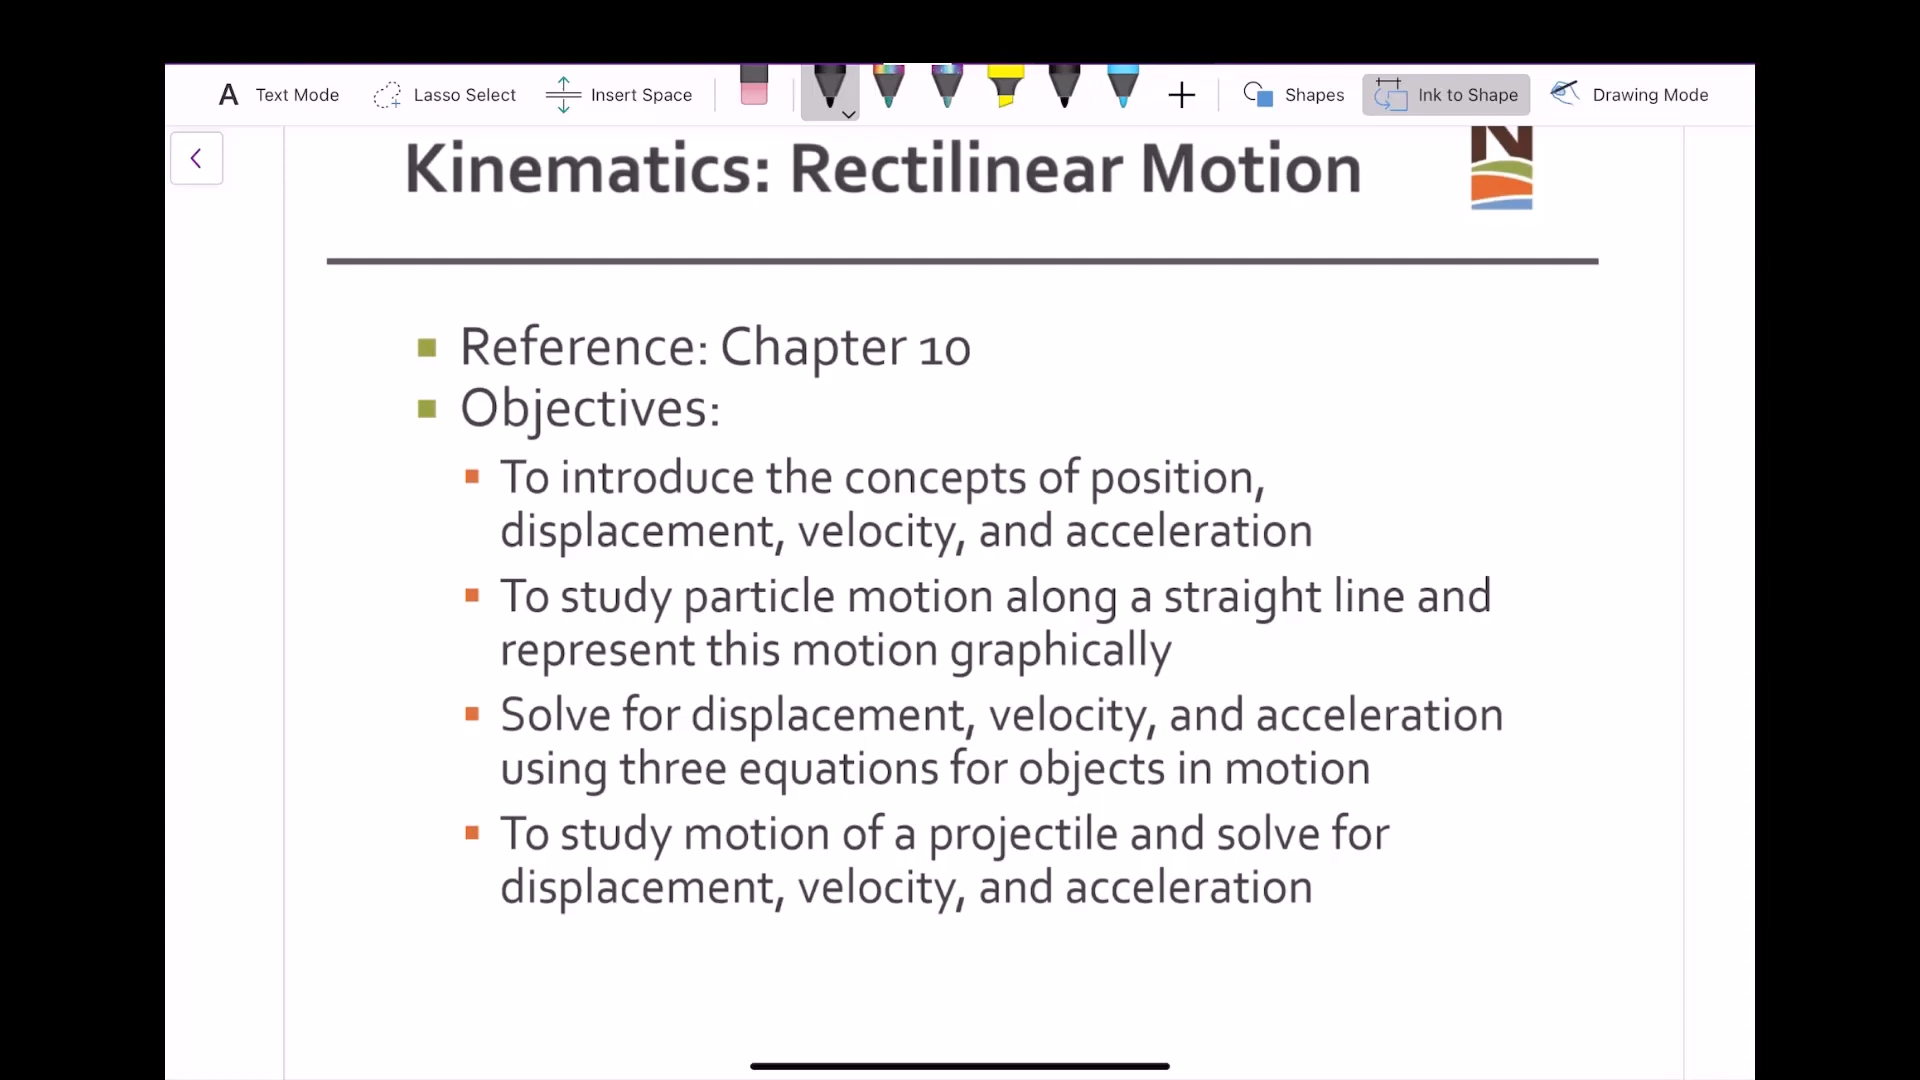 A Text Mode Lasso Select Insert Space Shapes Ink to Shape Drawing Mode
Kinematics: Rectilinear Motion
N
Reference: Chapter 10
Objectives:
To introduce the concepts of position,
displacement, velocity, and acceleration
To study particle motion along a straight line and
represent this motion graphically
Solve for displacement, velocity, and acceleration
using three equations for objects in motion
To study motion of a projectile and solve for
displacement, velocity, and acceleration